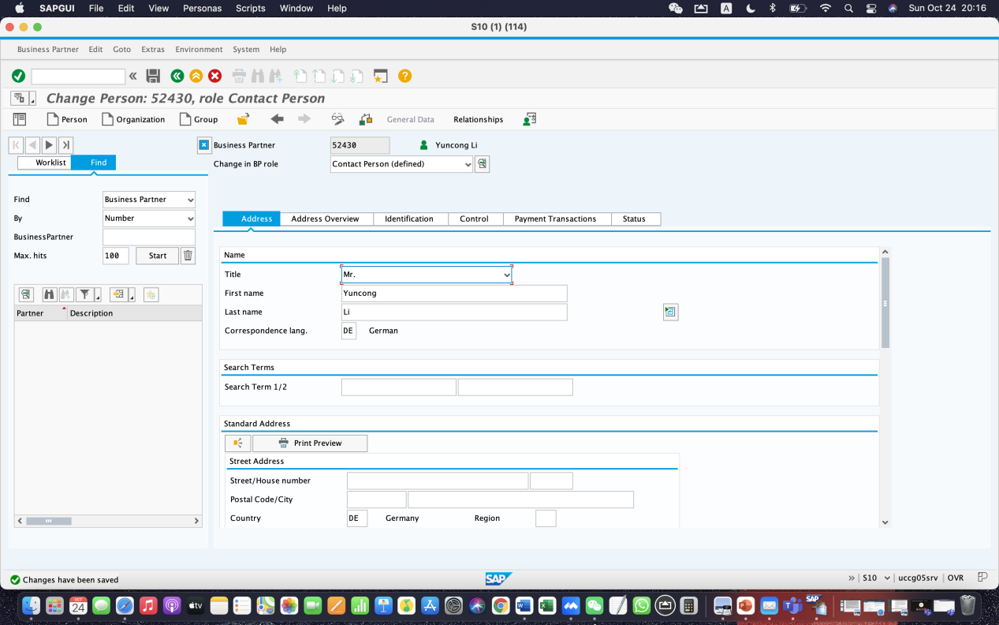 SAPGUI File Edit View Personas Scripts Window Help A Sun Oct 24 20:16
S10 (1) (114)
Business Partner Edit Goto Extras Environment System Help
Change Person: 52430, role Contact Person
Person Organization Group General Data Relationships
Business Partner 52430 Yuncong Li
Worklist Find
Change in BP role Contact Person (defined)
Find Business Partner
By Number
BusinessPartner
Max. hits 100 Start
Partner Description
Address Address Overview Identification Control Payment Transactions Status
Name
Title Mr.
First name Yuncong
Last name Li
Correspondence lang. DE German
Search Terms
Search Term 1/2
Standard Address
Print Preview
Street Address
Street/House number
Postal Code/City
Country DE Germany Region
Changes have been saved SAP S10 uccg05srv OVR
OCT
24
tv
SAP